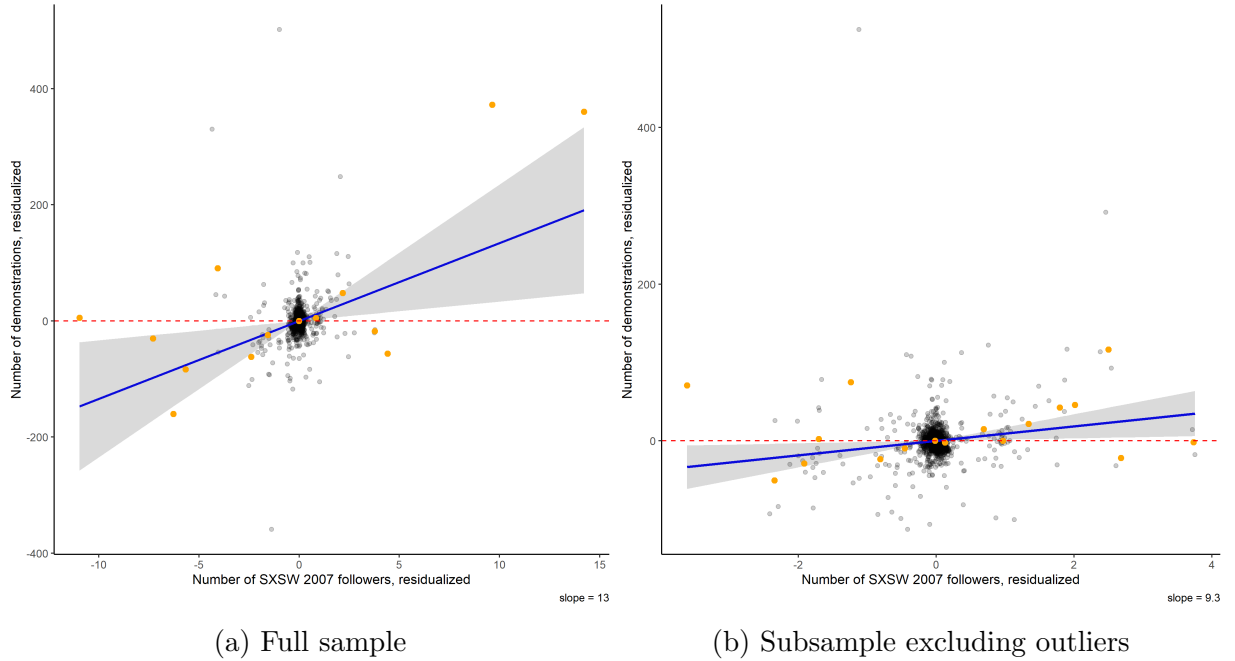 Number of demonstrations, residualized
400
200
0
-200
-400
-10
-5
0
5
10
15
Number of SXSW 2007 followers, residualized
slope = 13
(a) Full sample
Number of demonstrations, residualized
400
200
0
-2
0
2
4
Number of SXSW 2007 followers, residualized
slope = 9.3
(b) Subsample excluding outliers